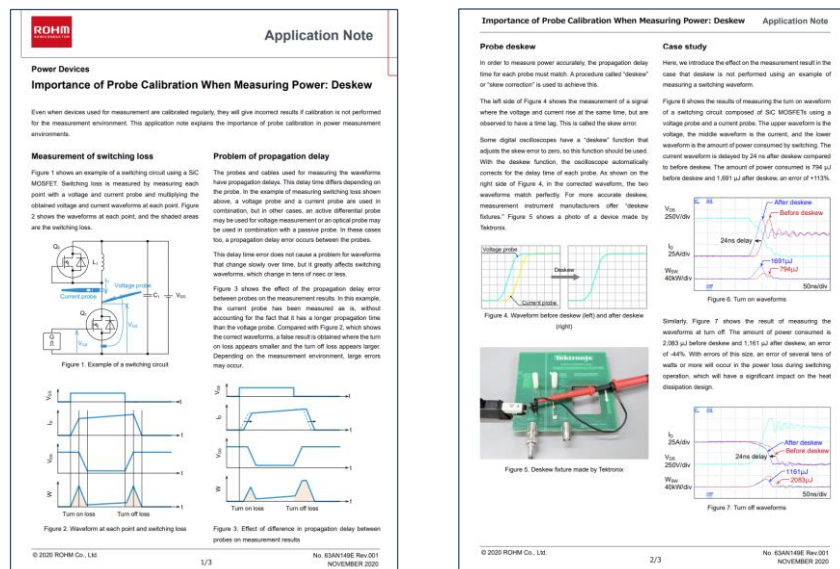 ROHM
SEMICONDUCTOR
Application Note
Power Devices
Importance of Probe Calibration When Measuring Power: Deskew
Even when devices used for measurement are calibrated regularly, they will give incorrect results if calibration is not performed
for the measurement environment. This application note explains the importance of probe calibration in power measurement
environments.
Measurement of switching loss
Figure 1 shows an example of a switching circuit using a SiC
MOSFET. Switching loss is measured by measuring each
point with a voltage and current probe and multiplying the
obtained voltage and current waveforms at each point. Figure
2 shows the waveforms at each point, and the shaded areas
are the switching loss.
Q2
L1
Current probe
Voltage probe
C1
VDD
Q1
VDS
VGS
G
Figure 1. Example of a switching circuit
VGS
t
ID
t
VDS
t
W
t
Turn on loss
Turn off loss
Figure 2. Waveform at each point and switching loss
Problem of propagation delay
The probes and cables used for measuring the waveforms
have propagation delays. This delay time differs depending on
the probe. In the example of measuring switching loss shown
above, a voltage probe and a current probe are used in
combination, but in other cases, an active differential probe
may be used for voltage measurement or an optical probe may
be used in combination with a passive probe. In these cases
too, a propagation delay error occurs between the probes.
This delay time error does not cause a problem for waveforms
that change slowly over time, but it greatly affects switching
waveforms, which change in tens of nsec or less.
Figure 3 shows the effect of the propagation delay error
between probes on the measurement results. In this example,
the current probe has been measured as is, without
accounting for the fact that it has a longer propagation time
than the voltage probe. Compared with Figure 2, which shows
the correct waveforms, a false result is obtained where the turn
on loss appears smaller and the turn off loss appears larger.
Depending on the measurement environment, large errors
may occur.
VGS
t
ID
t
VDS
t
W
t
Turn on loss
Turn off loss
Figure 3. Effect of difference in propagation delay between
probes on measurement results
© 2020 ROHM Co., Ltd.
1/3
No. 63AN149E Rev.001
NOVEMBER 2020
Importance of Probe Calibration When Measuring Power: Deskew
Application Note
Probe deskew
In order to measure power accurately, the propagation delay
time for each probe must match. A procedure called "deskew"
or "skew correction" is used to achieve this.
The left side of Figure 4 shows the measurement of a signal
where the voltage and current rise at the same time, but are
observed to have a time lag. This is called the skew error.
Some digital oscilloscopes have a "deskew" function that
adjusts the skew error to zero, so this function should be used.
With the deskew function, the oscilloscope automatically
corrects for the delay time of each probe. As shown on the
right side of Figure 4, in the corrected waveform, the two
waveforms match perfectly. For more accurate deskew,
measurement instrument manufacturers offer "deskew
fixtures." Figure 5 shows a photo of a device made by
Tektronix.
Voltage probe
Deskew
Current probe
Figure 4. Waveform before deskew (left) and after deskew
(right)
Tektronix
Figure 5. Deskew fixture made by Tektronix
Case study
Here, we introduce the effect on the measurement result in the
case that deskew is not performed using an example of
measuring a switching waveform.
Figure 6 shows the results of measuring the turn on waveform
of a switching circuit composed of SiC MOSFETs using a
voltage probe and a current probe. The upper waveform is the
voltage, the middle waveform is the current, and the lower
waveform is the amount of power consumed by switching. The
current waveform is delayed by 24 ns after deskew compared
to before deskew. The amount of power consumed is 794 μJ
before deskew and 1,691 μJ after deskew, an error of +113%.
After deskew
Before deskew
VDS
250V/div
24ns delay
ID
25A/div
1691μJ
794μJ
WSW
40kW/div
50ns/div
Figure 6. Turn on waveforms
Similarly, Figure 7 shows the result of measuring the
waveforms at turn off. The amount of power consumed is
2,083 μJ before deskew and 1,161 μJ after deskew, an error
of -44%. With errors of this size, an error of several tens of
watts or more will occur in the power loss during switching
operation, which will have a significant impact on the heat
dissipation design.
ID
25A/div
After deskew
Before deskew
24ns delay
VDS
250V/div
1161μJ
2083μJ
WSW
40kW/div
50ns/div
Figure 7. Turn off waveforms
© 2020 ROHM Co., Ltd.
2/3
No. 63AN149E Rev.001
NOVEMBER 2020